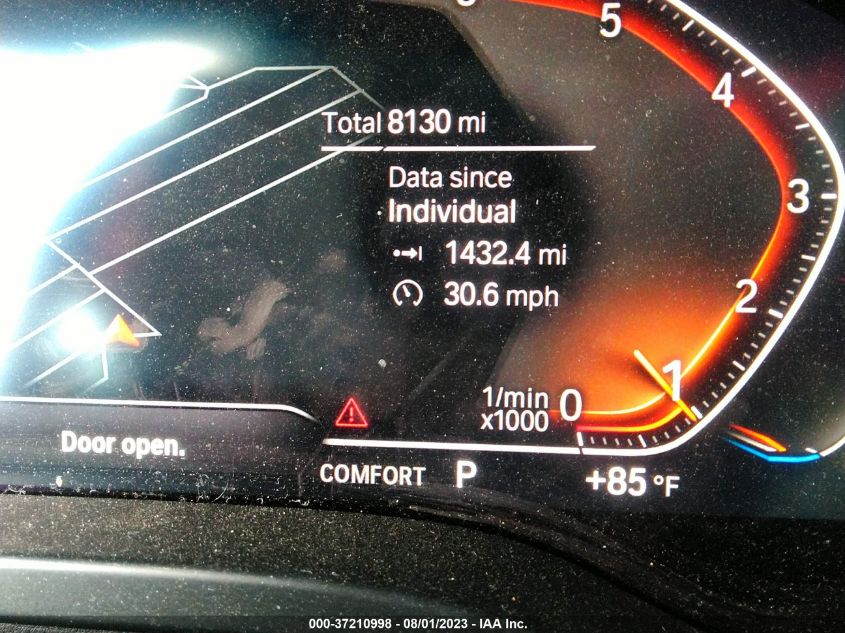 5
4
Total 8130 mi
Data since
Individual
3
1432.4 mi
30.6 mph
2
1
1/min
x1000
0
Door open.
COMFORT P +85 °F
000-37210998 - 08/01/2023 - IAA Inc.